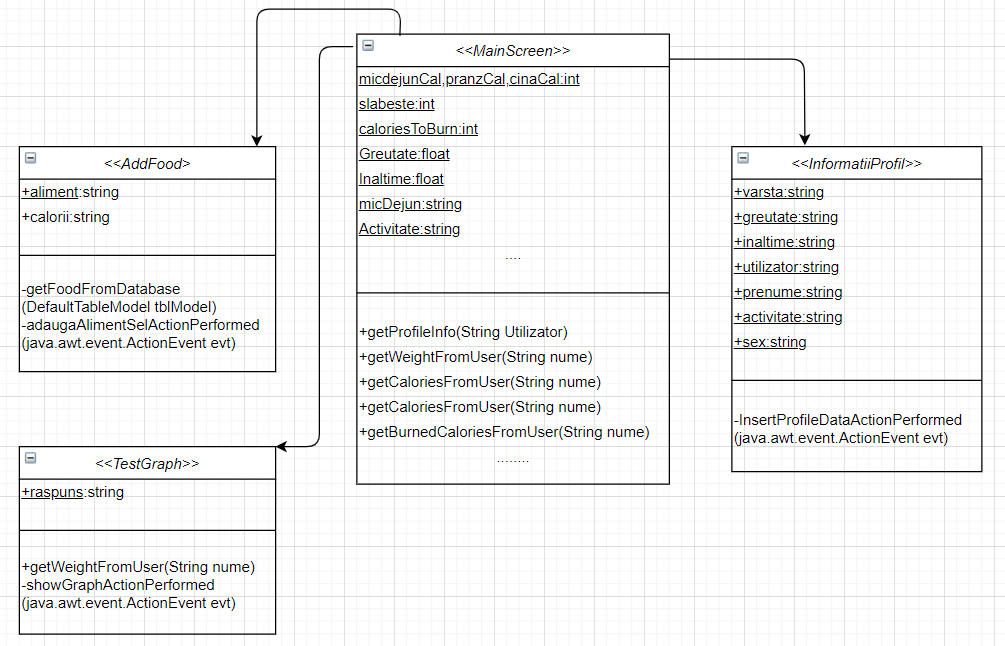 <<MainScreen>>
micdejunCal,pranzCal,cinaCal:int
slabeste:int
caloriesToBurn:int
Greutate:float
Inaltime:float
micDejun:string
Activitate:string
....
+getProfileInfo(String Utilizator)
+getWeightFromUser(String nume)
+getCaloriesFromUser(String nume)
+getCaloriesFromUser(String nume)
+getBurnedCaloriesFromUser(String nume)
........
<<AddFood>
+aliment:string
+calorii:string
-getFoodFromDatabase
(DefaultTableModel tblModel)
-adaugaAlimentSelActionPerformed
(java.awt.event.ActionEvent evt)
<<InformatiiProfil>>
+varsta:string
+greutate:string
+inaltime:string
+utilizator:string
+prenume:string
+activitate:string
+sex:string
-InsertProfileDataActionPerformed
(java.awt.event.ActionEvent evt)
<<TestGraph>>
+raspuns:string
+getWeightFromUser(String nume)
-showGraphActionPerformed
(java.awt.event.ActionEvent evt)